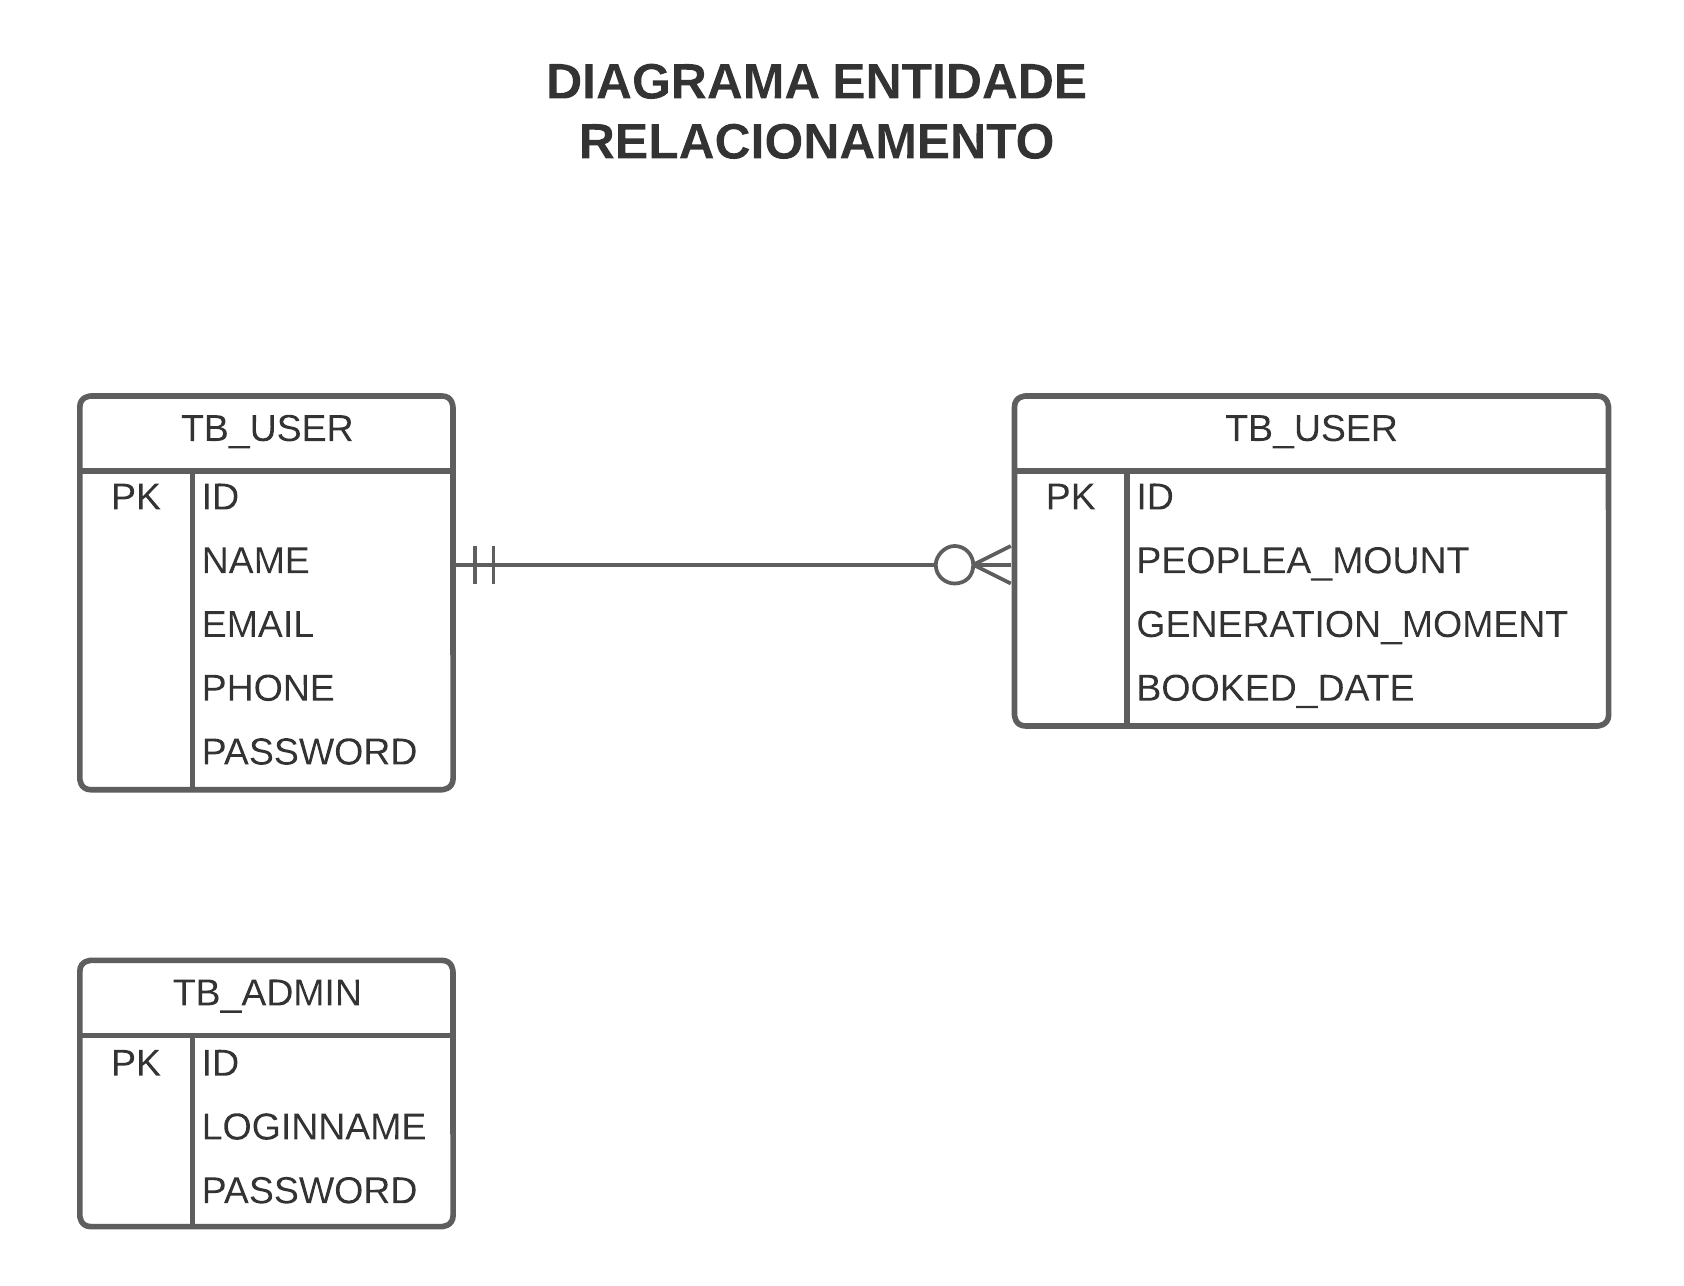 DIAGRAMA ENTIDADE
RELACIONAMENTO
TB_USER
PK ID
NAME
EMAIL
PHONE
PASSWORD
TB_USER
PK ID
PEOPLEA_MOUNT
GENERATION_MOMENT
BOOKED_DATE
TB_ADMIN
PK ID
LOGINNAME
PASSWORD